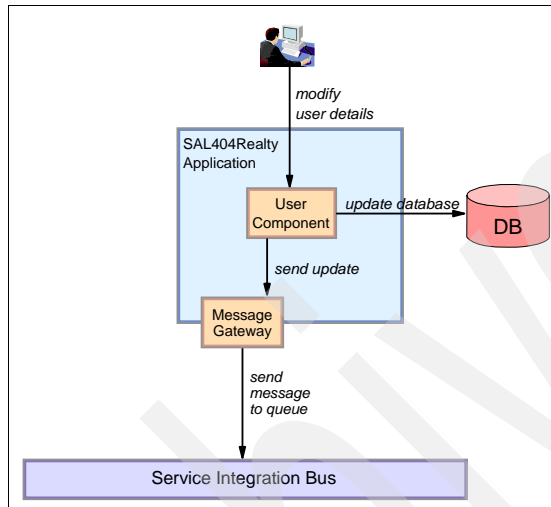 modify
user details
SAL404Realty
Application
User
Component
update database
DB
send update
Message
Gateway
send
message
to queue
Service Integration Bus